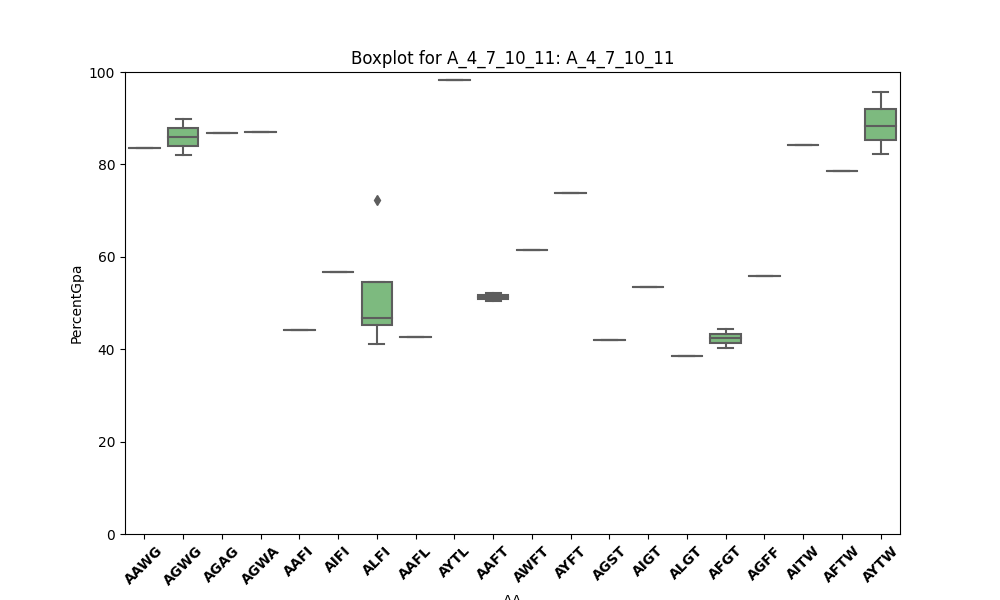 Boxplot for A_4_7_10_11: A_4_7_10_11
100
80
60
40
20
0
PercentGpa
AAWG AGWG AGAG AGWA AAFI AIFI ALFI AAFL AYTL AAFT AWFT AYFT AGST AIGT ALGT AFGT AGFF AITW AFTW AYTW
AA